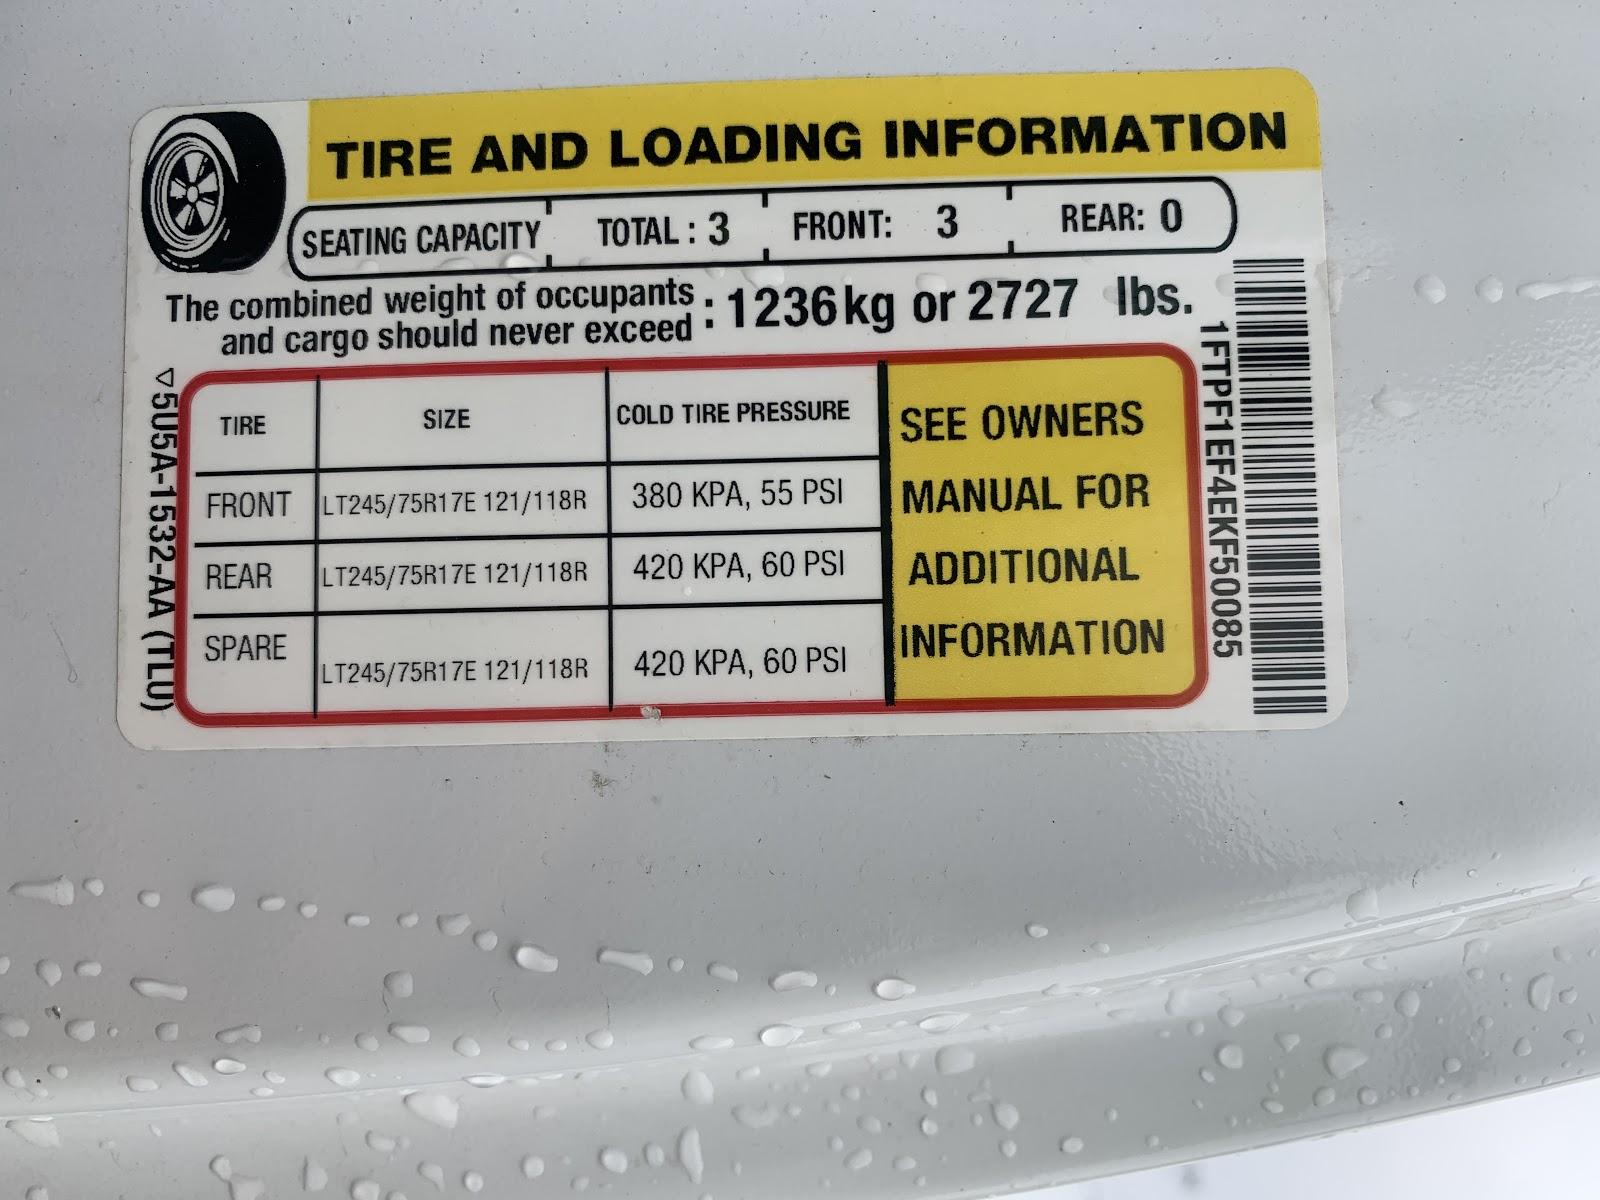 TIRE AND LOADING INFORMATION
SEATING CAPACITY TOTAL : 3 FRONT: 3 REAR: 0
The combined weight of occupants
and cargo should never exceed : 1236kg or 2727 lbs.
TIRE SIZE COLD TIRE PRESSURE
FRONT LT245/75R17E 121/118R 380 KPA, 55 PSI
REAR LT245/75R17E 121/118R 420 KPA, 60 PSI
SPARE LT245/75R17E 121/118R 420 KPA, 60 PSI
SEE OWNERS
MANUAL FOR
ADDITIONAL
INFORMATION
▽5U5A-1532-AA (TLU)
1FTPF1EF4EKF50085